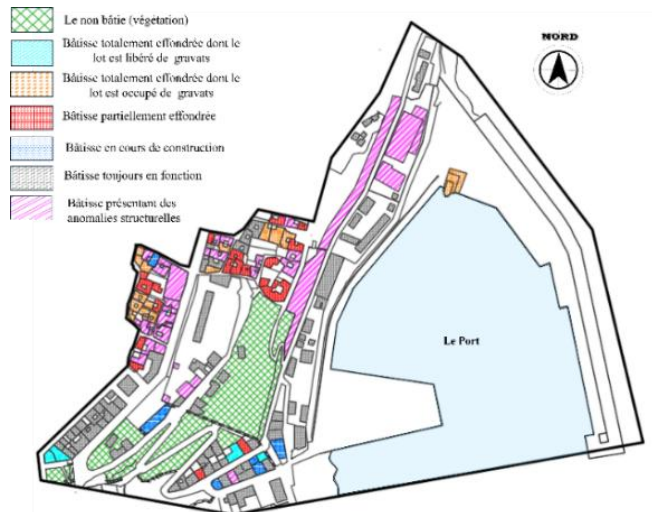 Le non bâtie (végétation)
Bâtisse totalement effondrée dont le
lot est libéré de gravats
Bâtisse totalement effondrée dont le
lot est occupé de gravats
Bâtisse partiellement effondrée
Bâtisse en cours de construction
Bâtisse toujours en fonction
Bâtisse présentant des
anomalies structurelles
NORD
Le Port